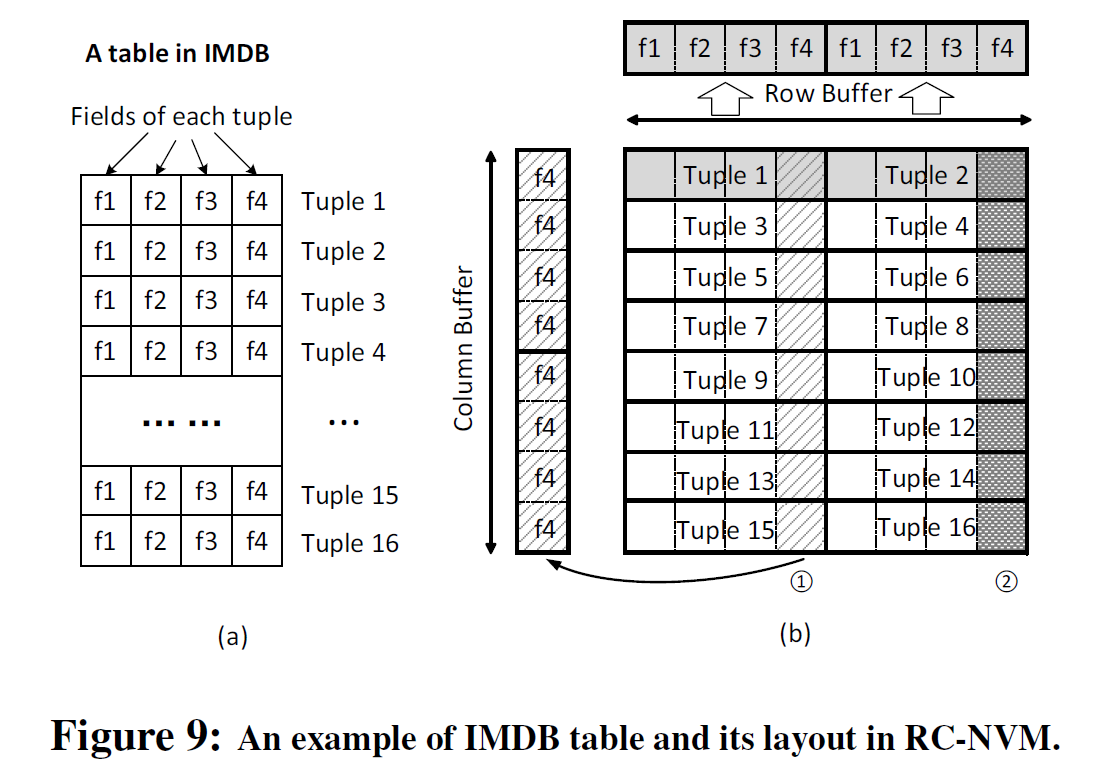 A table in IMDB
Fields of each tuple
f1 f2 f3 f4 Tuple 1
f1 f2 f3 f4 Tuple 2
f1 f2 f3 f4 Tuple 3
f1 f2 f3 f4 Tuple 4
... ... ...
f1 f2 f3 f4 Tuple 15
f1 f2 f3 f4 Tuple 16
(a)
f1 f2 f3 f4 f1 f2 f3 f4
Row Buffer
Column Buffer
f4
f4
f4
f4
f4
f4
f4
f4
Tuple 1 Tuple 2
Tuple 3 Tuple 4
Tuple 5 Tuple 6
Tuple 7 Tuple 8
Tuple 9 Tuple 10
Tuple 11 Tuple 12
Tuple 13 Tuple 14
Tuple 15 Tuple 16
① ②
(b)
Figure 9: An example of IMDB table and its layout in RC-NVM.